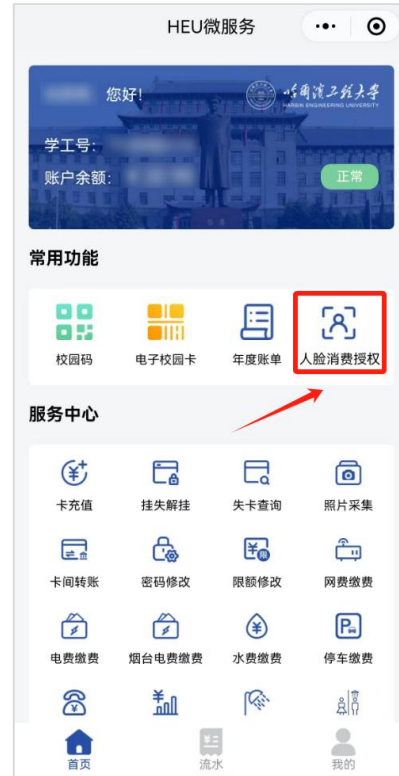 HEU微服务
您好!
哈尔滨工程大学
HARBIN ENGINEERING UNIVERSITY
学工号:
账户余额:
正常
常用功能
校园码 电子校园卡 年度账单 人脸消费授权
服务中心
卡充值 挂失解挂 失卡查询 照片采集
卡间转账 密码修改 限额修改 网费缴费
电费缴费 烟台电费缴费 水费缴费 停车缴费
首页 流水 我的